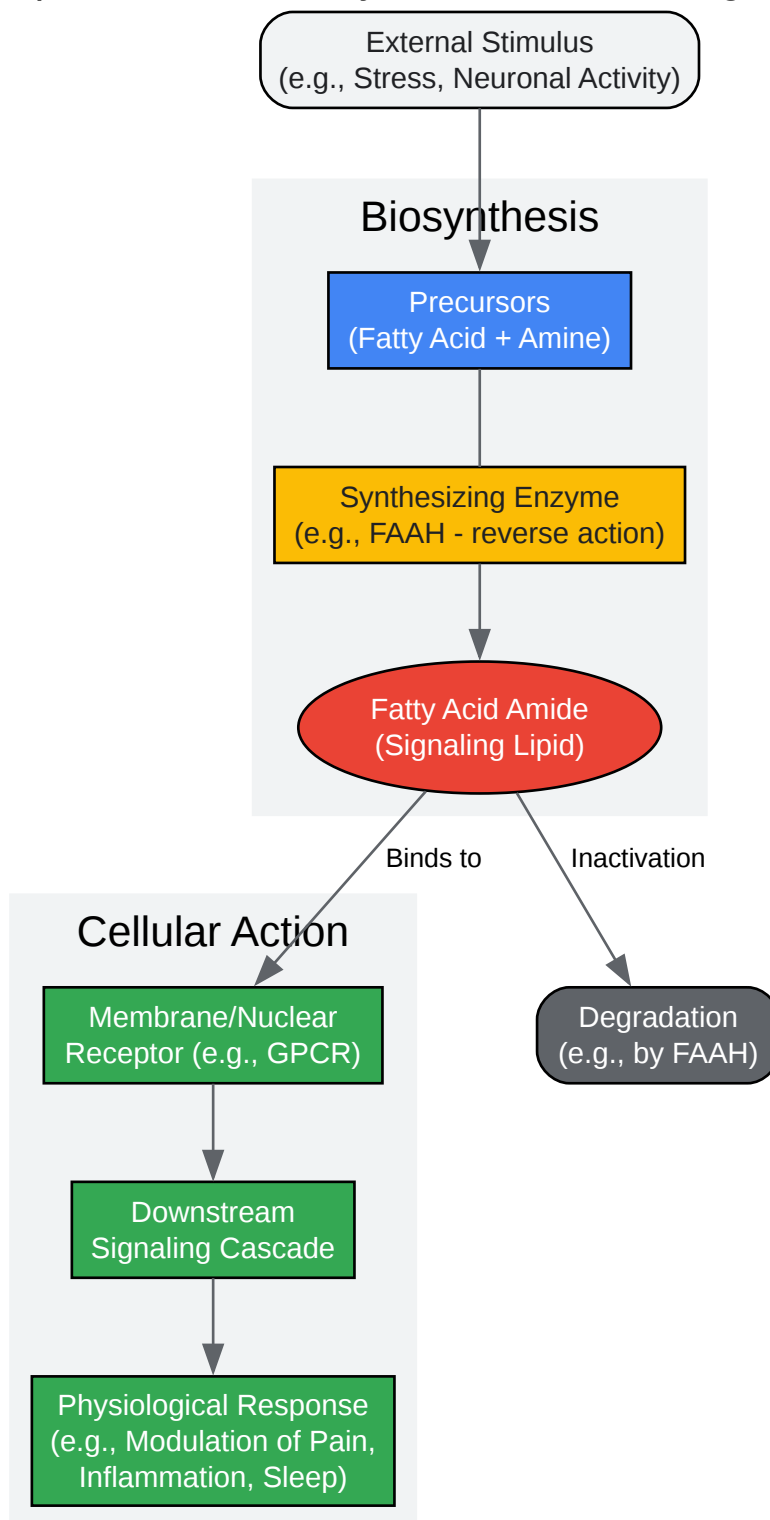 External Stimulus
(e.g., Stress, Neuronal Activity)
Biosynthesis
Precursors
(Fatty Acid + Amine)
Synthesizing Enzyme
(e.g., FAAH - reverse action)
Fatty Acid Amide
(Signaling Lipid)
Binds to
Inactivation
Cellular Action
Membrane/Nuclear
Receptor (e.g., GPCR)
Degradation
(e.g., by FAAH)
Downstream
Signaling Cascade
Physiological Response
(e.g., Modulation of Pain,
Inflammation, Sleep)